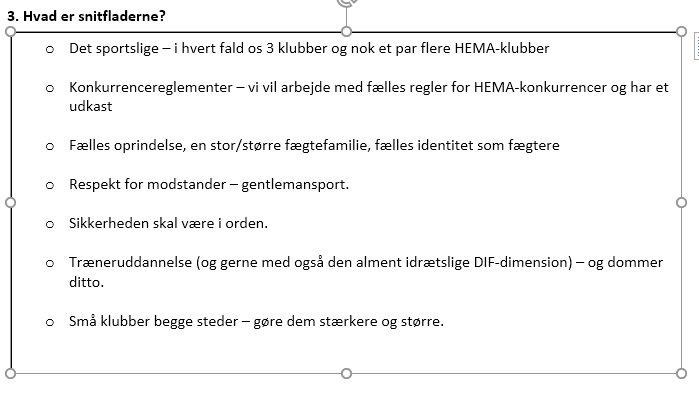 3. Hvad er snitfladerne?
o Det sportslige – i hvert fald os 3 klubber og nok et par flere HEMA-klubber
o Konkurrencereglementer – vi vil arbejde med fælles regler for HEMA-konkurrencer og har et
udkast
o Fælles oprindelse, en stor/større fægtefamilie, fælles identitet som fægtere
o Respekt for modstander – gentlemansport.
o Sikkerheden skal være i orden.
o Træneruddannelse (og gerne med også den alment idrætslige DIF-dimension) – og dommer
ditto.
o Små klubber begge steder – gøre dem stærkere og større.